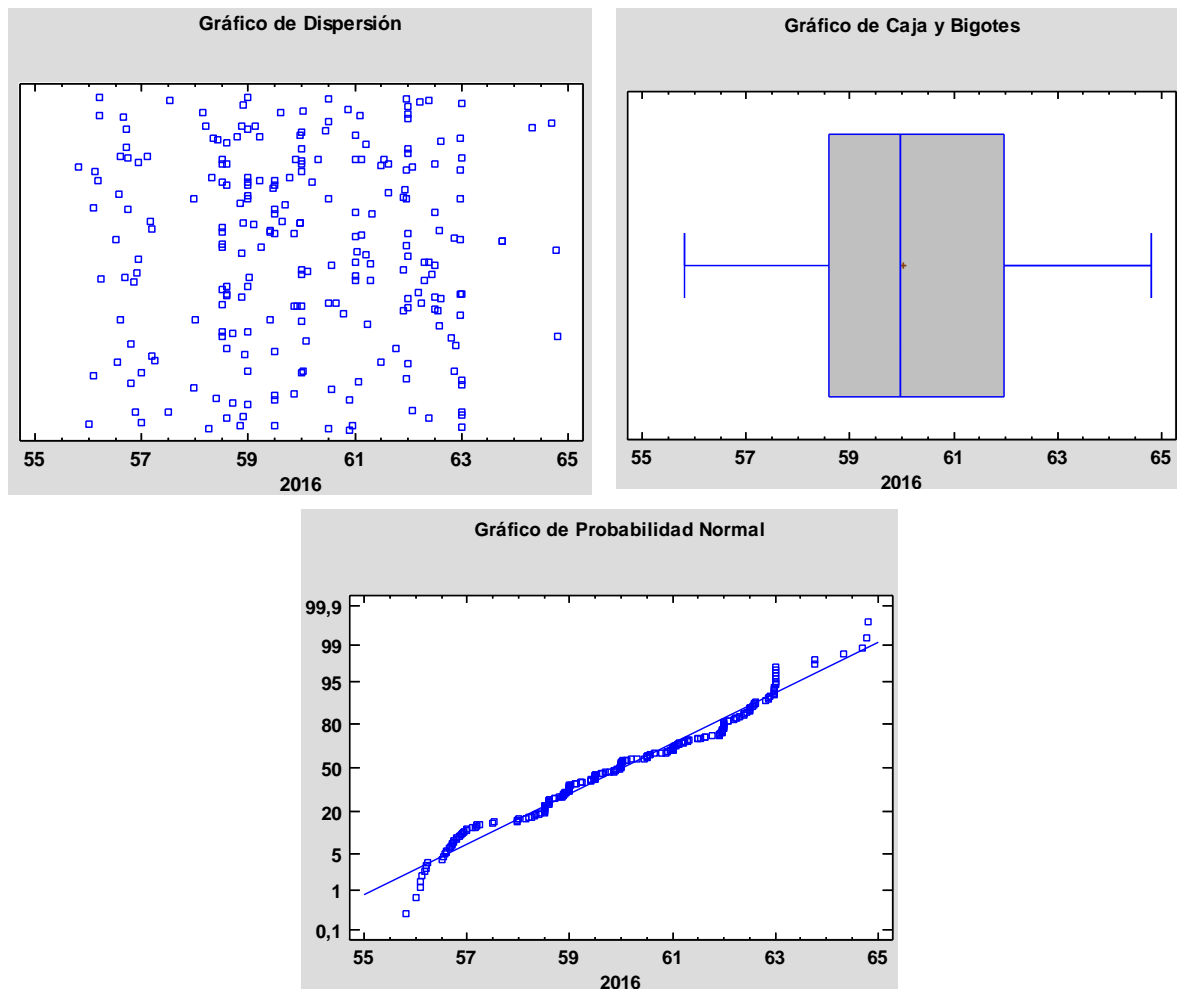 Gráfico de Dispersión
55 57 59 61 63 65
2016
Gráfico de Caja y Bigotes
55 57 59 61 63 65
2016
Gráfico de Probabilidad Normal
99,9
99
95
80
50
20
5
1
0,1
55 57 59 61 63 65
2016